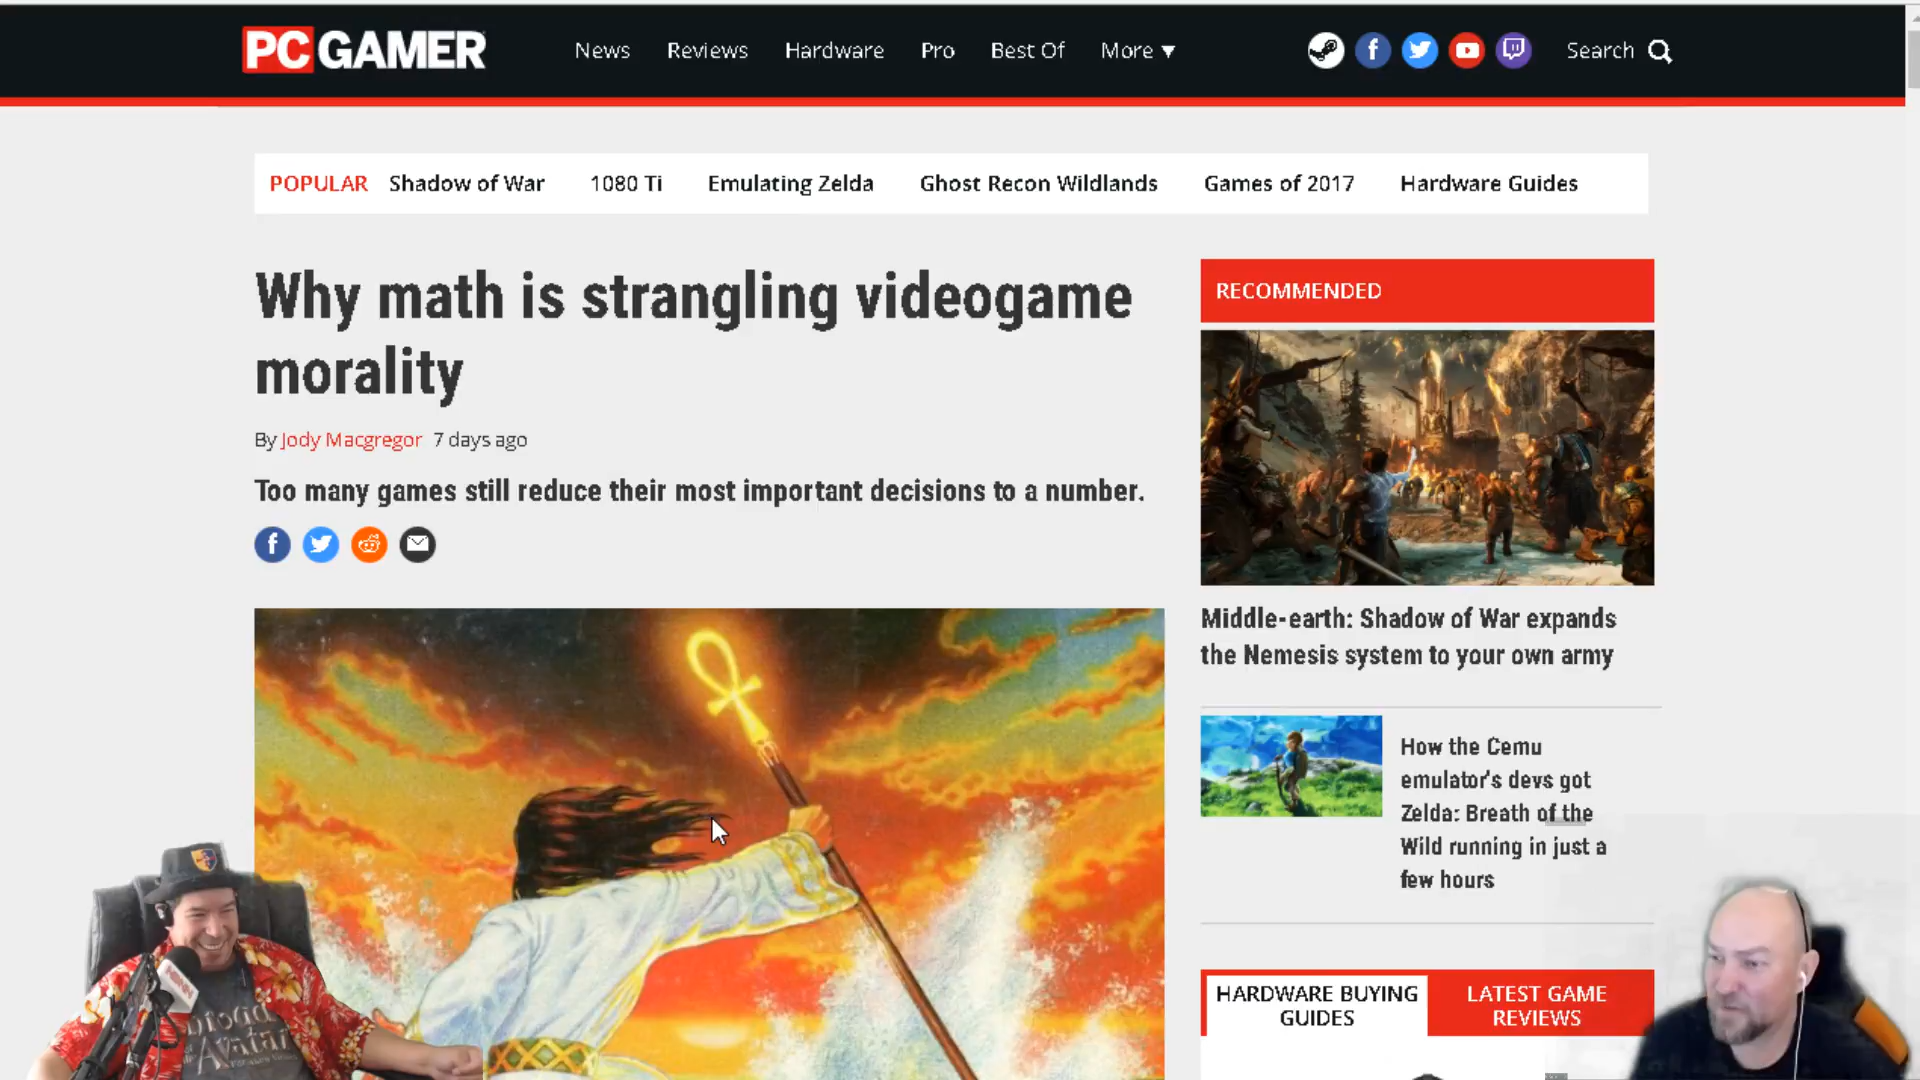 PC GAMER
News Reviews Hardware Pro Best Of More ▼
Search
POPULAR Shadow of War 1080 Ti Emulating Zelda Ghost Recon Wildlands Games of 2017 Hardware Guides
Why math is strangling videogame
morality
By Jody Macgregor 7 days ago
Too many games still reduce their most important decisions to a number.
RECOMMENDED
Middle-earth: Shadow of War expands
the Nemesis system to your own army
How the Cemu
emulator's devs got
Zelda: Breath of the
Wild running in just a
few hours
HARDWARE BUYING
GUIDES
LATEST GAME
REVIEWS